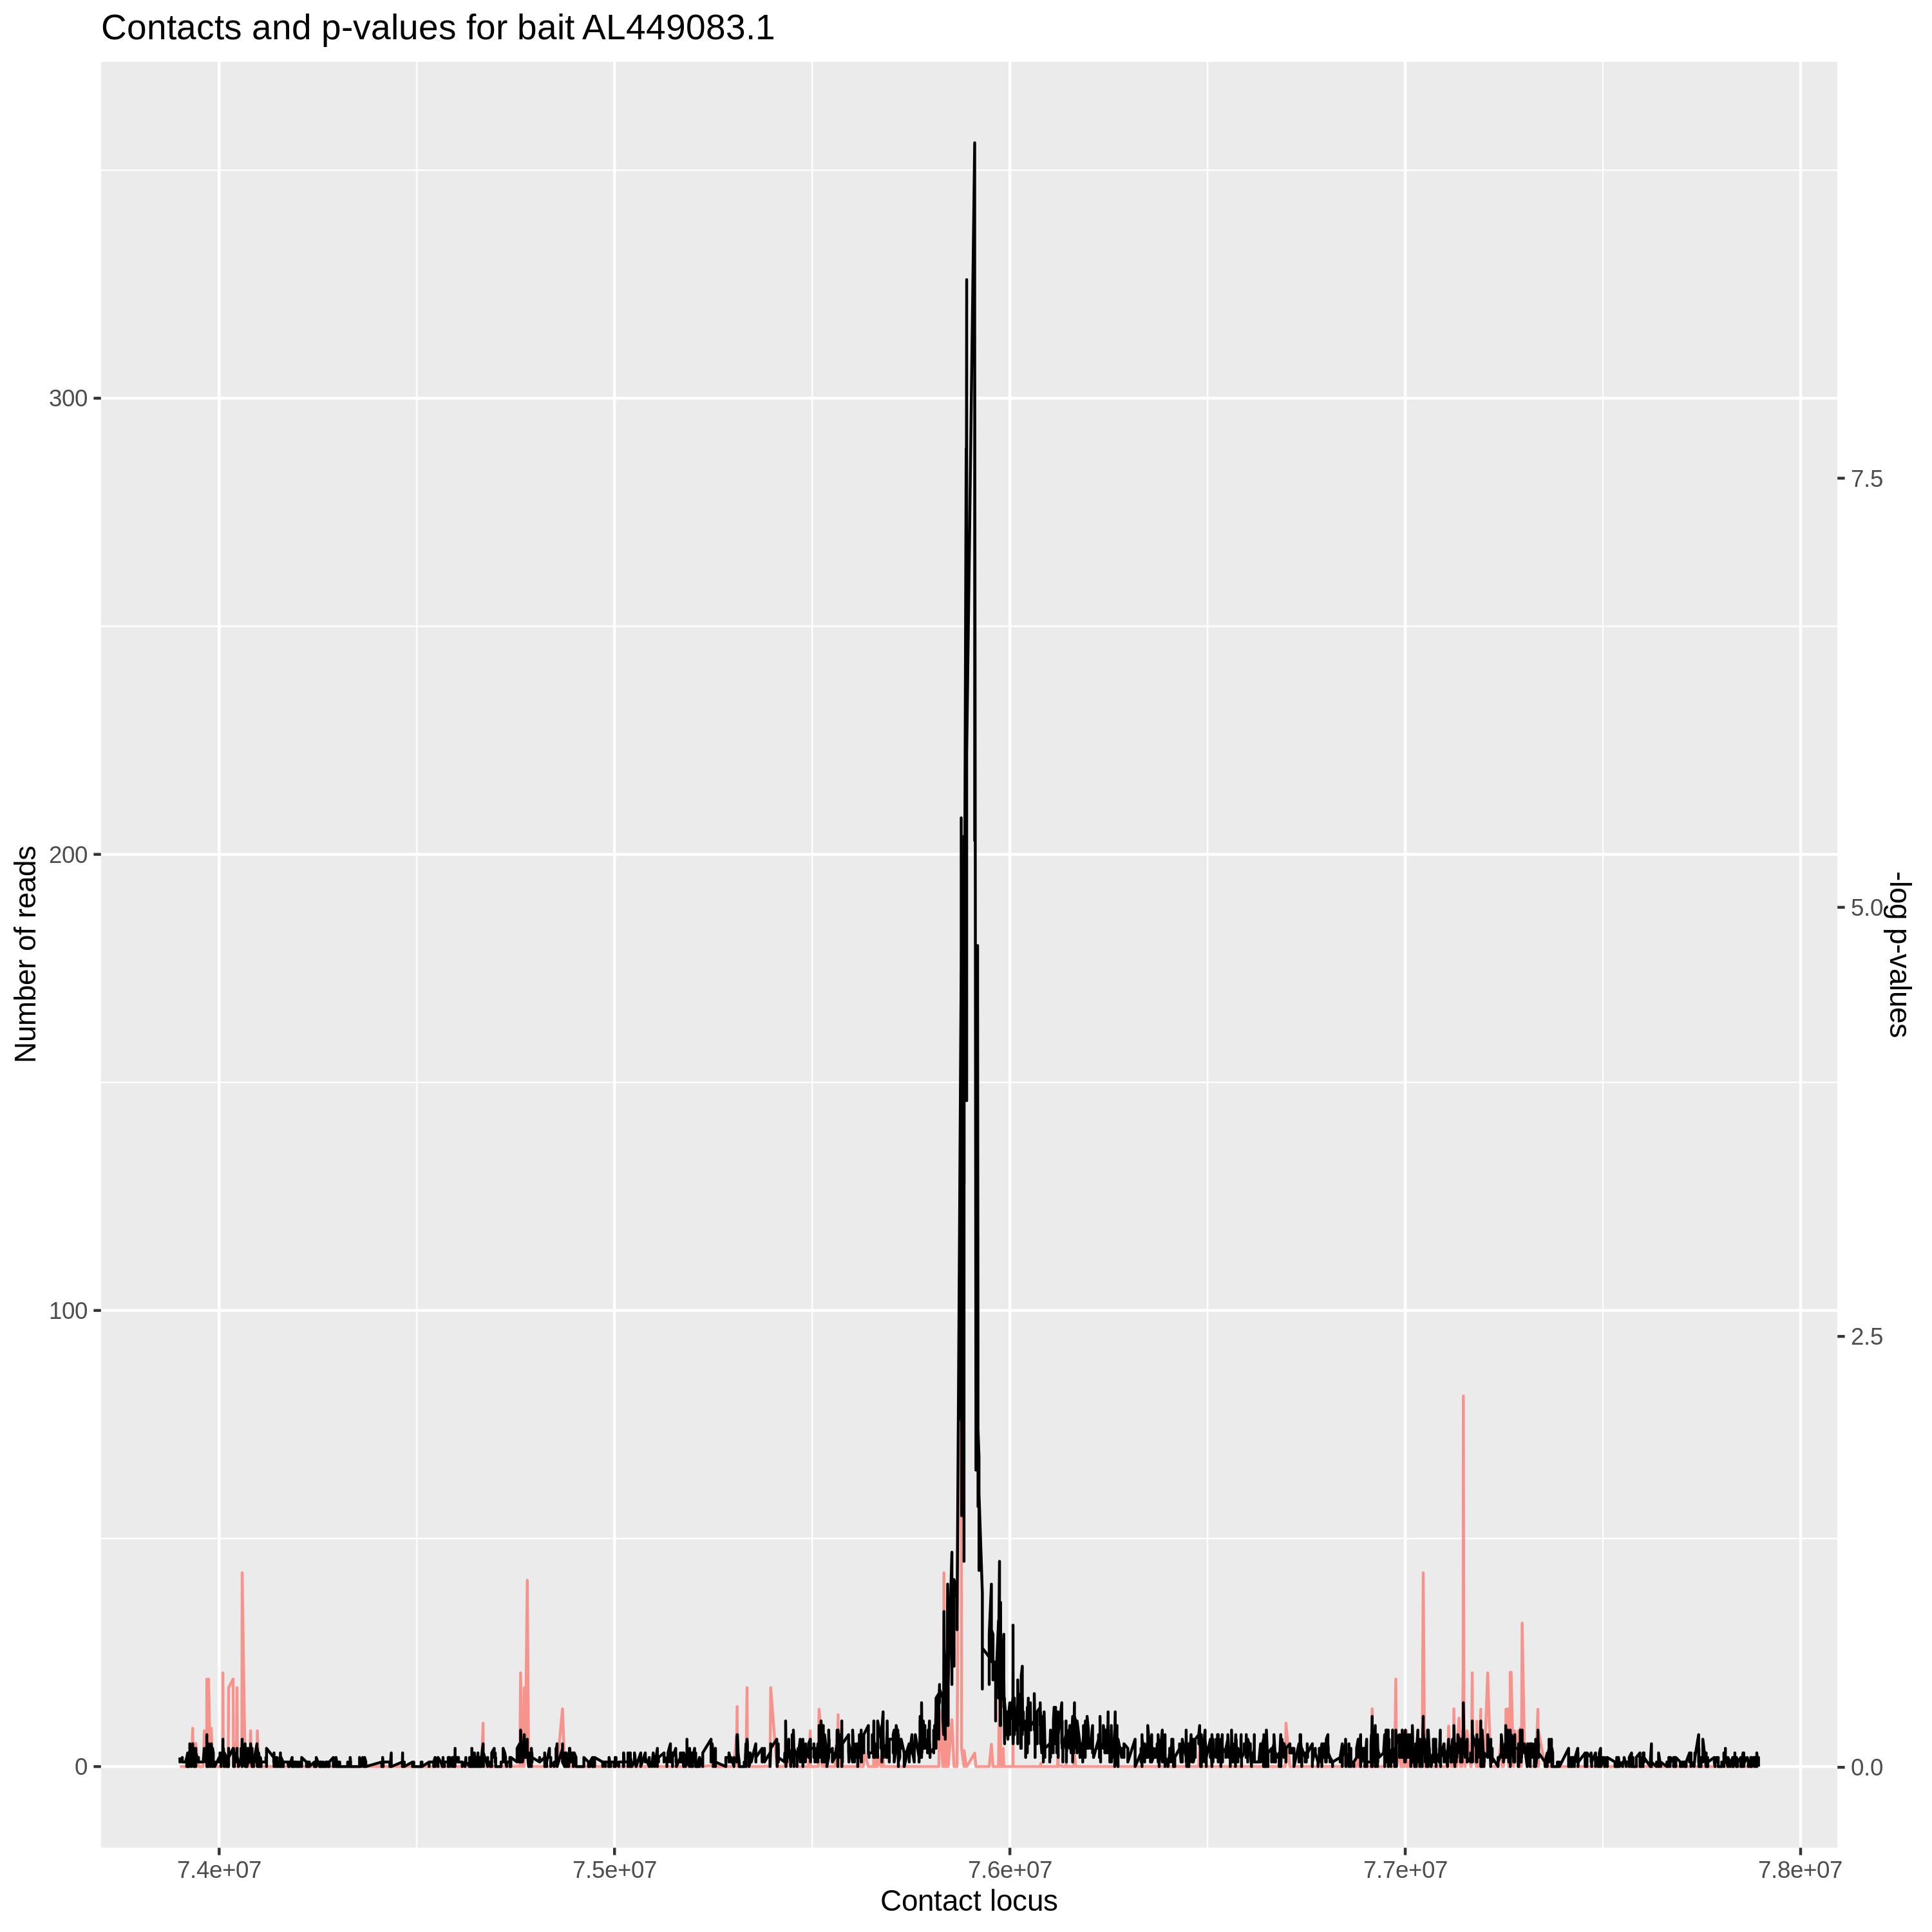 Contacts and p-values for bait AL449083.1
Number of reads
300
200
100
0
7.5
5.0
2.5
0.0
-log p-values
7.4e+07 7.5e+07 7.6e+07 7.7e+07 7.8e+07
Contact locus